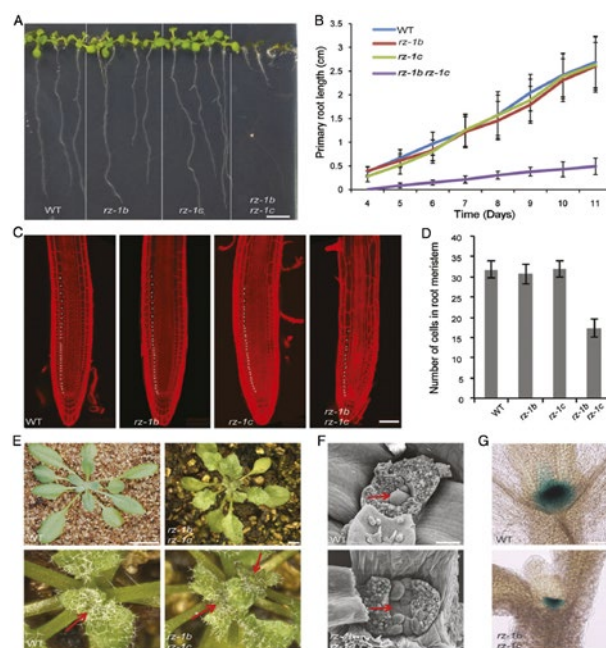 A
WT
rz-1b
rz-1c
rz-1b
rz-1c
B
WT
rz-1b
rz-1c
rz-1b rz-1c
Primary root length (cm)
3.5
3
2.5
2
1.5
1
0.5
0
4 5 6 7 8 9 10 11
Time (Days)
C
WT
rz-1b
rz-1c
rz-1b
rz-1c
D
Number of cells in root meristem
40
35
30
25
20
15
10
5
0
WT rz-1b rz-1c rz-1b
rz-1c
E
WT
rz-1b
rz-1c
WT
rz-1b
rz-1c
F
WT
rz-1b
rz-1c
G
WT
rz-1b
rz-1c